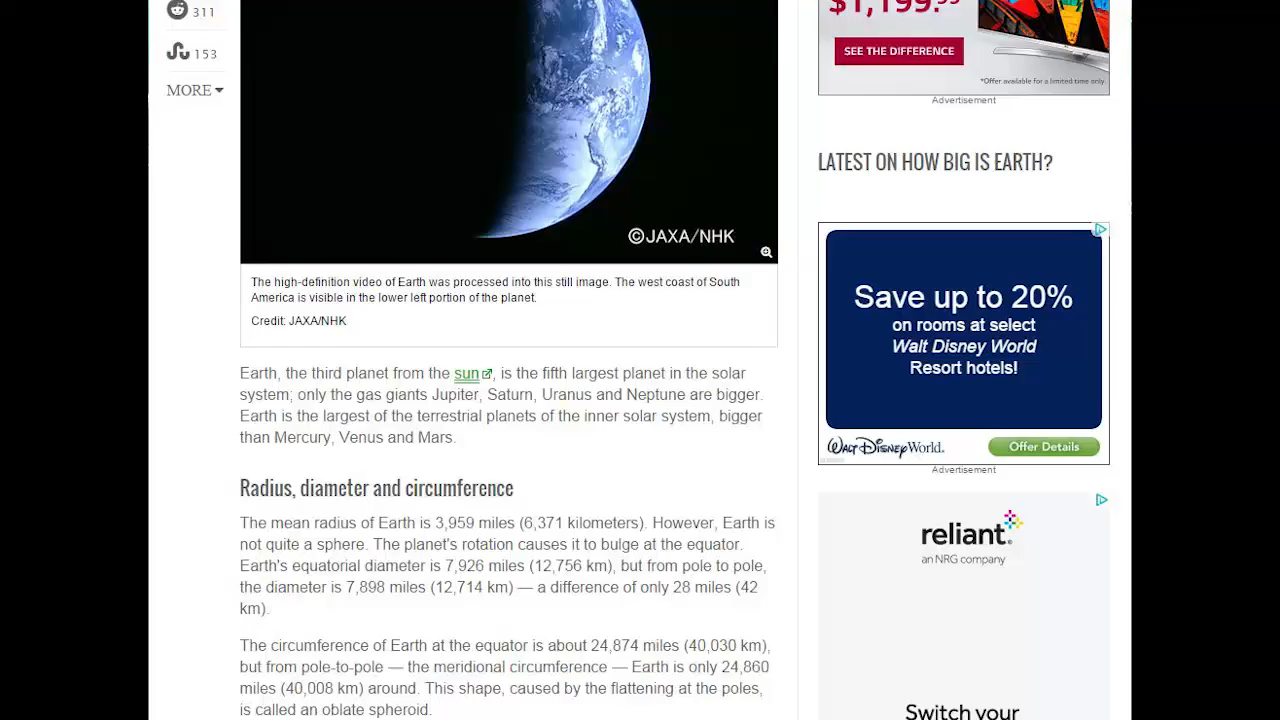 311
153
MORE
©JAXA/NHK
The high-definition video of Earth was processed into this still image. The west coast of South
America is visible in the lower left portion of the planet.
Credit: JAXA/NHK
Earth, the third planet from the sun, is the fifth largest planet in the solar
system; only the gas giants Jupiter, Saturn, Uranus and Neptune are bigger.
Earth is the largest of the terrestrial planets of the inner solar system, bigger
than Mercury, Venus and Mars.
Radius, diameter and circumference
The mean radius of Earth is 3,959 miles (6,371 kilometers). However, Earth is
not quite a sphere. The planet's rotation causes it to bulge at the equator.
Earth's equatorial diameter is 7,926 miles (12,756 km), but from pole to pole,
the diameter is 7,898 miles (12,714 km) — a difference of only 28 miles (42
km).
The circumference of Earth at the equator is about 24,874 miles (40,030 km),
but from pole-to-pole — the meridional circumference — Earth is only 24,860
miles (40,008 km) around. This shape, caused by the flattening at the poles,
is called an oblate spheroid.
$1,199.99
SEE THE DIFFERENCE
*Offer available for a limited time only
Advertisement
LATEST ON HOW BIG IS EARTH?
Save up to 20%
on rooms at select
Walt Disney World
Resort hotels!
WALT DISNEY World.
Offer Details
Advertisement
reliant.
an NRG company
Switch your